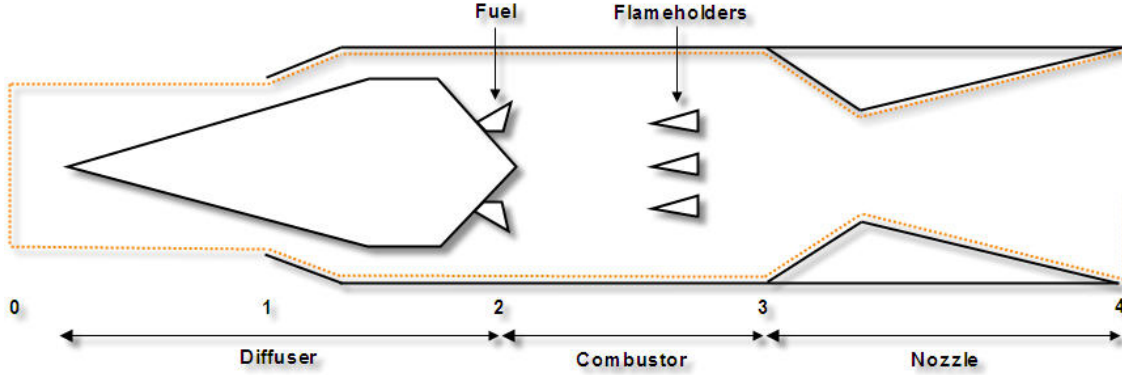 Fuel
Flameholders
0
1
2
3
4
Diffuser
Combustor
Nozzle